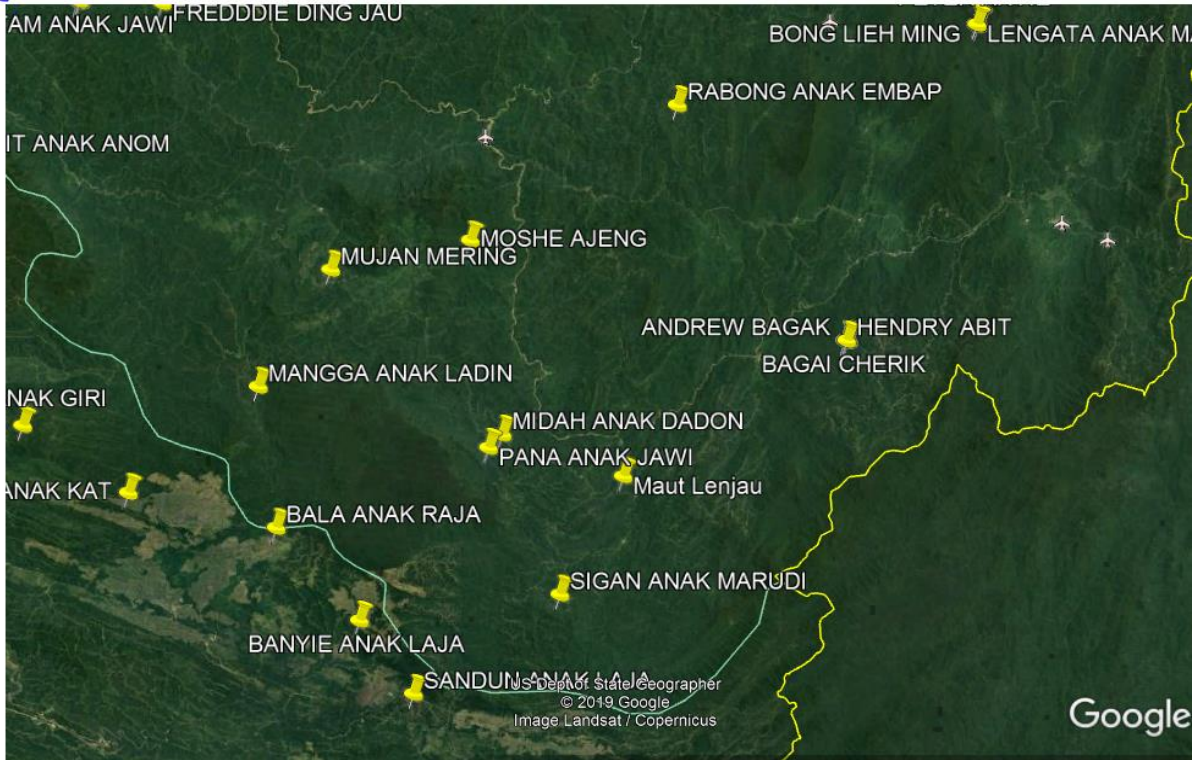 FREDDDIE DING JAU
AM ANAK JAWI
BONG LIEH MING
LENGATA ANAK MA
RABONG ANAK EMBAP
IT ANAK ANOM
MOSHE AJENG
MUJAN MERING
ANDREW BAGAK
HENDRY ABIT
BAGAI CHERIK
MANGGA ANAK LADIN
NAK GIRI
MIDAH ANAK DADON
PANA ANAK JAWI
Maut Lenjau
ANAK KAT
BALA ANAK RAJA
SIGAN ANAK MARUDI
BANYIE ANAK LAJA
SANDUN ANAK LAJA
US Dept of State Geographer
© 2019 Google
Image Landsat / Copernicus
Google